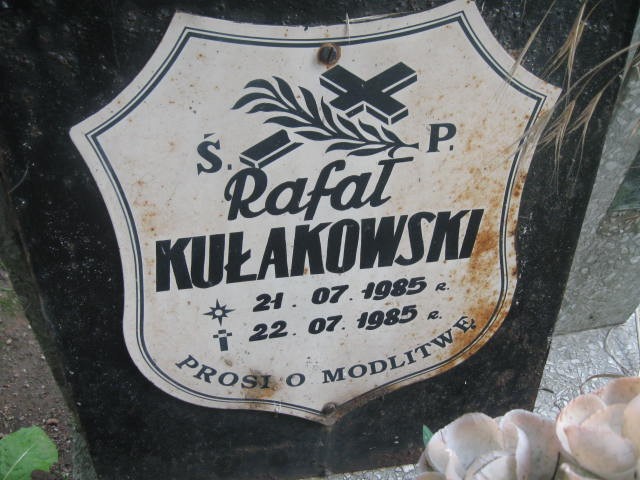 Ś. P.
Rafał
KUŁAKOWSKI
21.07.1985 R.
22.07.1985 R.
PROSI O MODLITWĘ